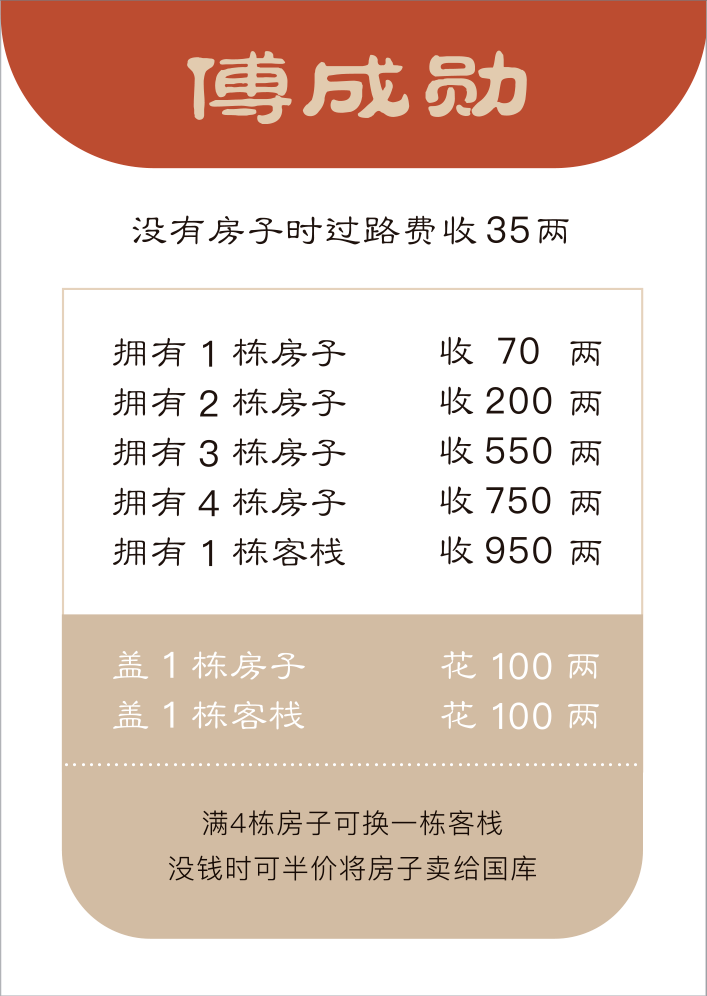 傅成勋
没有房子时过路费收35两
拥有 1 栋房子 收 70 两
拥有 2 栋房子 收 200 两
拥有 3 栋房子 收 550 两
拥有 4 栋房子 收 750 两
拥有 1 栋客栈 收 950 两
盖 1 栋房子 花 100 两
盖 1 栋客栈 花 100 两
满4栋房子可换一栋客栈
没钱时可半价将房子卖给国库